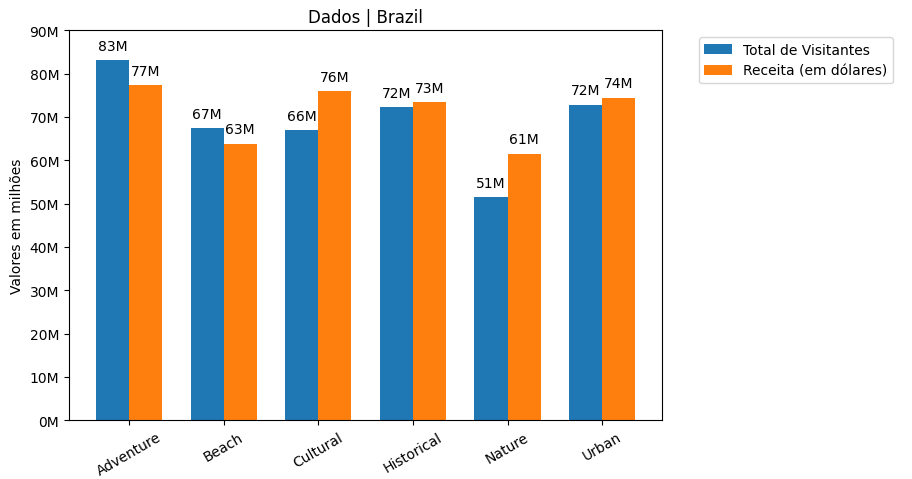 Dados | Brazil
Total de Visitantes
Receita (em dólares)
Valores em milhões
90M
80M
70M
60M
50M
40M
30M
20M
10M
0M
83M
77M
67M
63M
66M
76M
72M
73M
51M
61M
72M
74M
Adventure
Beach
Cultural
Historical
Nature
Urban